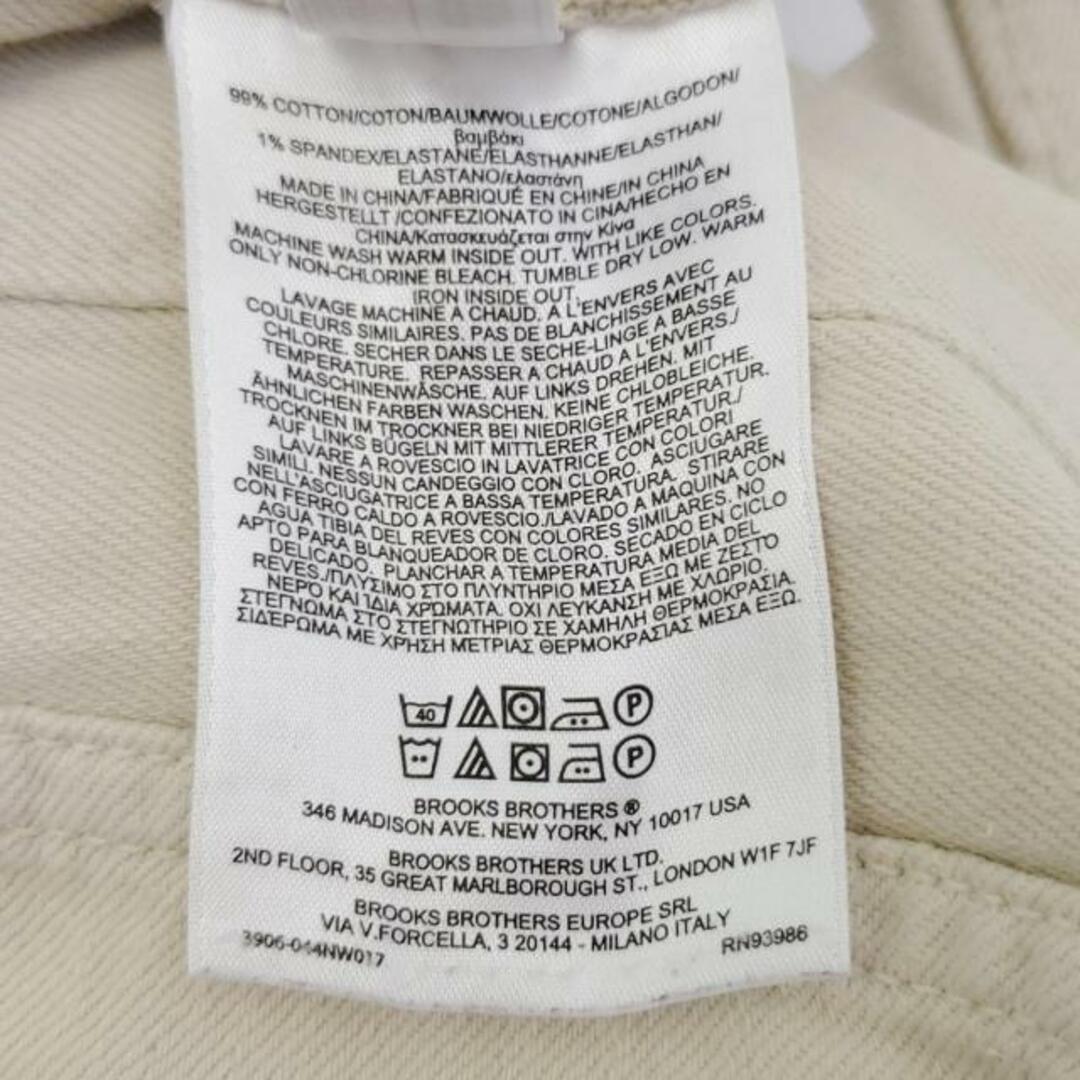 99% COTTON/COTON/BAUMWOLLE/COTONE/ALGODON/
βαμβάκι
1% SPANDEX/ELASTANE/ELASTHANNE/ELASTHAN/
ELASTANO/ελαστάνη
MADE IN CHINA/FABRIQUÉ EN CHINE/IN CHINA
HERGESTELLT /CONFEZIONATO IN CINA/HECHO EN
CHINA/Κατασκευάζεται στην Κίνα
MACHINE WASH WARM INSIDE OUT. WITH LIKE COLORS.
ONLY NON-CHLORINE BLEACH. TUMBLE DRY LOW. WARM
IRON INSIDE OUT.
LAVAGE MACHINE A CHAUD. A L'ENVERS AVEC
COULEURS SIMILAIRES. PAS DE BLANCHISSEMENT AU
CHLORE. SECHER DANS LE SECHE-LINGE A BASSE
TEMPERATURE. REPASSER A CHAUD A L'ENVERS./
MASCHINENWÄSCHE. AUF LINKS DREHEN. MIT
ÄHNLICHEN FARBEN WASCHEN. KEINE CHLOBLEICHE.
TROCKNEN IM TROCKNER BEI NIEDRIGER TEMPERATUR.
AUF LINKS BÜGELN MIT MITTLERER TEMPERATUR./
LAVARE A ROVESCIO IN LAVATRICE CON COLORI
SIMILI. NESSUN CANDEGGIO CON CLORO. ASCIUGARE
NELL'ASCIUGATRICE A BASSA TEMPERATURA. STIRARE
CON FERRO CALDO A ROVESCIO./LAVADO A MAQUINA CON
AGUA TIBIA DEL REVES CON COLORES SIMILARES. NO
APTO PARA BLANQUEADOR DE CLORO. SECADO EN CICLO
DELICADO. PLANCHAR A TEMPERATURA MEDIA DEL
REVES./ΠΛΥΣΙΜΟ ΣΤΟ ΠΛΥΝΤΗΡΙΟ ΜΕΣΑ ΕΞΩ ΜΕ ΖΕΣΤΟ
ΝΕΡΟ ΚΑΙ ΊΔΙΑ ΧΡΩΜΑΤΑ. ΟΧΙ ΛΕΥΚΑΝΣΗ ΜΕ ΧΛΩΡΙΟ.
ΣΤΕΓΝΩΜΑ ΣΤΟ ΣΤΕΓΝΩΤΗΡΙΟ ΣΕ ΧΑΜΗΛΗ ΘΕΡΜΟΚΡΑΣΙΑ.
ΣΙΔΈΡΩΜΑ ΜΕ ΧΡΗΣΗ ΜΈΤΡΙΑΣ ΘΕΡΜΟΚΡΑΣΊΑΣ ΜΕΣΑ ΕΞΩ.
40 P
P
BROOKS BROTHERS ®
346 MADISON AVE. NEW YORK, NY 10017 USA
BROOKS BROTHERS UK LTD.
2ND FLOOR, 35 GREAT MARLBOROUGH ST., LONDON W1F 7JF
BROOKS BROTHERS EUROPE SRL
VIA V.FORCELLA, 3 20144 - MILANO ITALY
3906-044NW017 RN93986